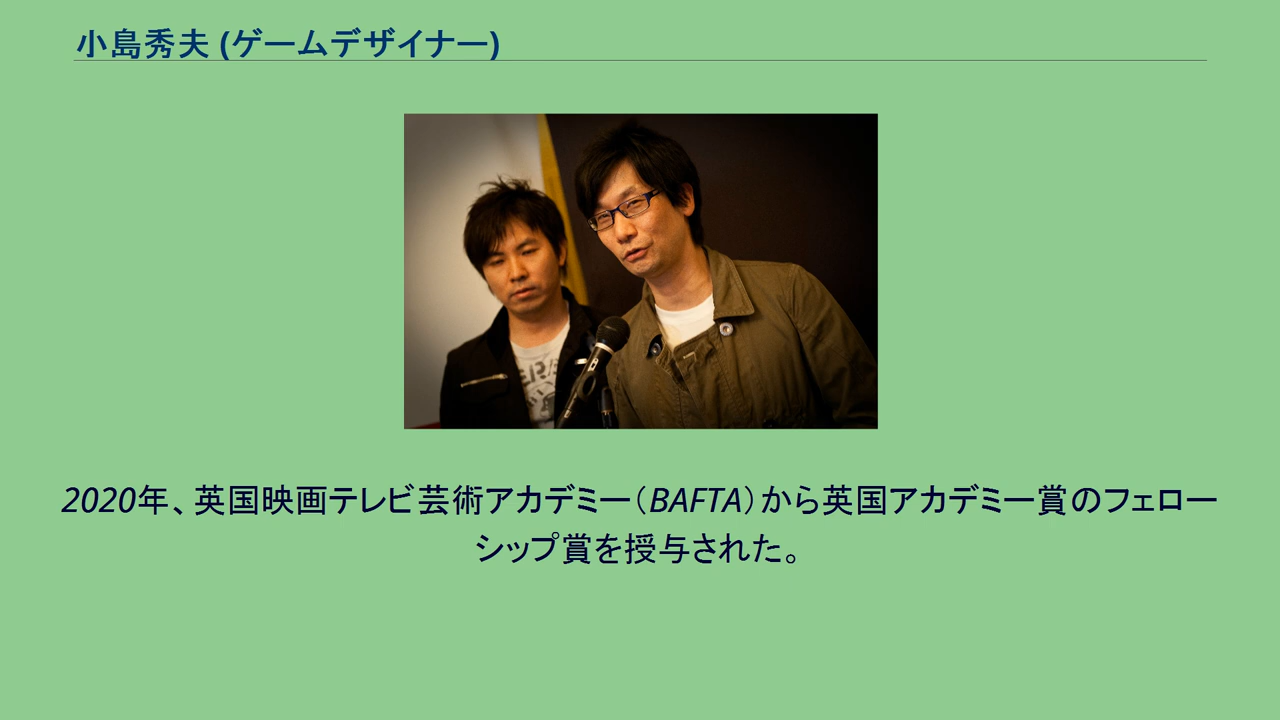 小島秀夫 (ゲームデザイナー)
2020年、英国映画テレビ芸術アカデミー（BAFTA）から英国アカデミー賞のフェロー
シップ賞を授与された。